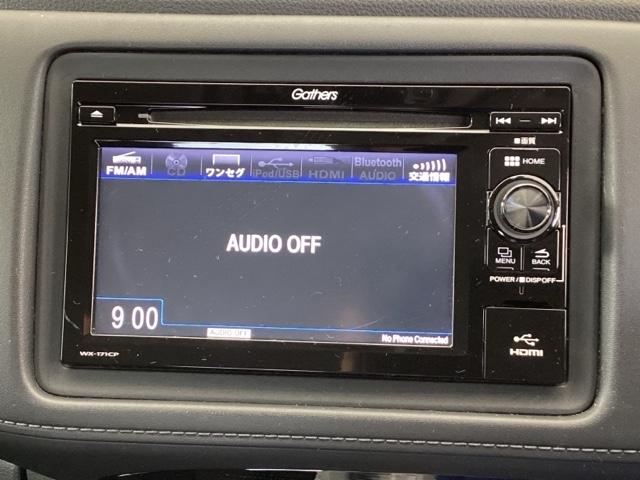 Gathers
画質
HOME
FM/AM
CD
ワンセグ
iPod/USB
HDMI
Bluetooth AUDIO
交通情報
AUDIO OFF
MENU
BACK
POWER/ DISP OFF
9 00
AUDIO OFF
No Phone Connected
WX-171CP
HDMI